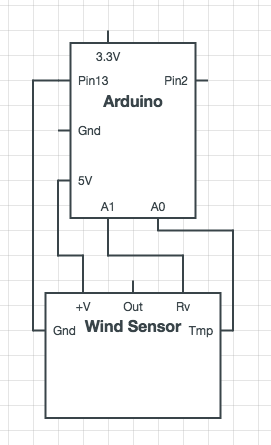 3.3V
Pin13 Pin2
Arduino
Gnd
5V
A1 A0
+V Out Rv
Gnd Wind Sensor Tmp